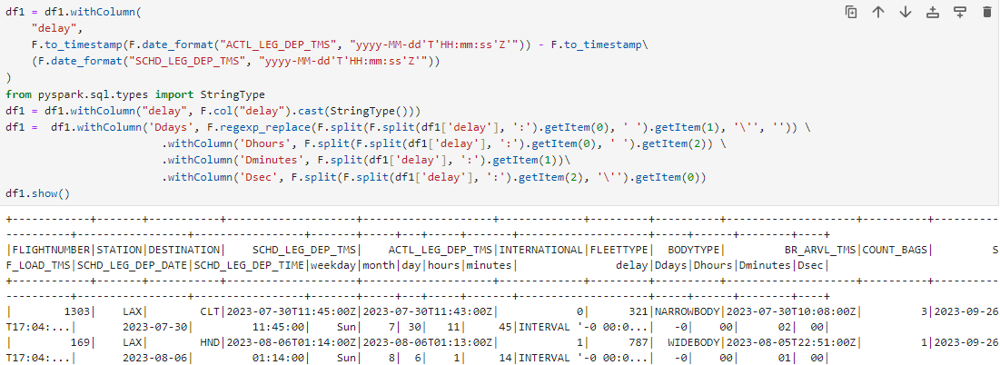 df1 = df1.withColumn(
    "delay",
    F.to_timestamp(F.date_format("ACTL_LEG_DEP_TMS", "yyyy-MM-dd'T'HH:mm:ss'Z'")) - F.to_timestamp\
    (F.date_format("SCHD_LEG_DEP_TMS", "yyyy-MM-dd'T'HH:mm:ss'Z'"))
)
from pyspark.sql.types import StringType
df1 = df1.withColumn("delay", F.col("delay").cast(StringType()))
df1 =  df1.withColumn('Ddays', F.regexp_replace(F.split(F.split(df1['delay'], ':').getItem(0), ' ').getItem(1), '\'', '')) \
                         .withColumn('Dhours', F.split(F.split(df1['delay'], ':').getItem(0), ' ').getItem(2)) \
                         .withColumn('Dminutes', F.split(df1['delay'], ':').getItem(1))\
                         .withColumn('Dsec', F.split(F.split(df1['delay'], ':').getItem(2), '\'').getItem(0))
df1.show()
+------------+-------+-----------+--------------------+--------------------+-------------+---------+----------+--------------------+----------+----------
----------+-----------------+-----------------+-------+-----+---+-----+-------+--------------------+-----+------+--------+----+
|FLIGHTNUMBER|STATION|DESTINATION|    SCHD_LEG_DEP_TMS|    ACTL_LEG_DEP_TMS|INTERNATIONAL|FLEETTYPE|  BODYTYPE|         BR_ARVL_TMS|COUNT_BAGS|         S
F_LOAD_TMS|SCHD_LEG_DEP_DATE|SCHD_LEG_DEP_TIME|weekday|month|day|hours|minutes|               delay|Ddays|Dhours|Dminutes|Dsec|
+------------+-------+-----------+--------------------+--------------------+-------------+---------+----------+--------------------+----------+----------
----------+-----------------+-----------------+-------+-----+---+-----+-------+--------------------+-----+------+--------+----+
|        1303|    LAX|        CLT|2023-07-30T11:45:00Z|2023-07-30T11:43:00Z|            0|      321|NARROWBODY|2023-07-30T10:08:00Z|         3|2023-09-26
T17:04:...|       2023-07-30|         11:45:00|    Sun|    7| 30|   11|     45|INTERVAL '-0 00:0...|   -0|    00|      02|  00|
|         169|    LAX|        HND|2023-08-06T01:14:00Z|2023-08-06T01:13:00Z|            1|      787|  WIDEBODY|2023-08-05T22:51:00Z|         1|2023-09-26
T17:04:...|       2023-08-06|         01:14:00|    Sun|    8|  6|    1|     14|INTERVAL '-0 00:0...|   -0|    00|      01|  00|